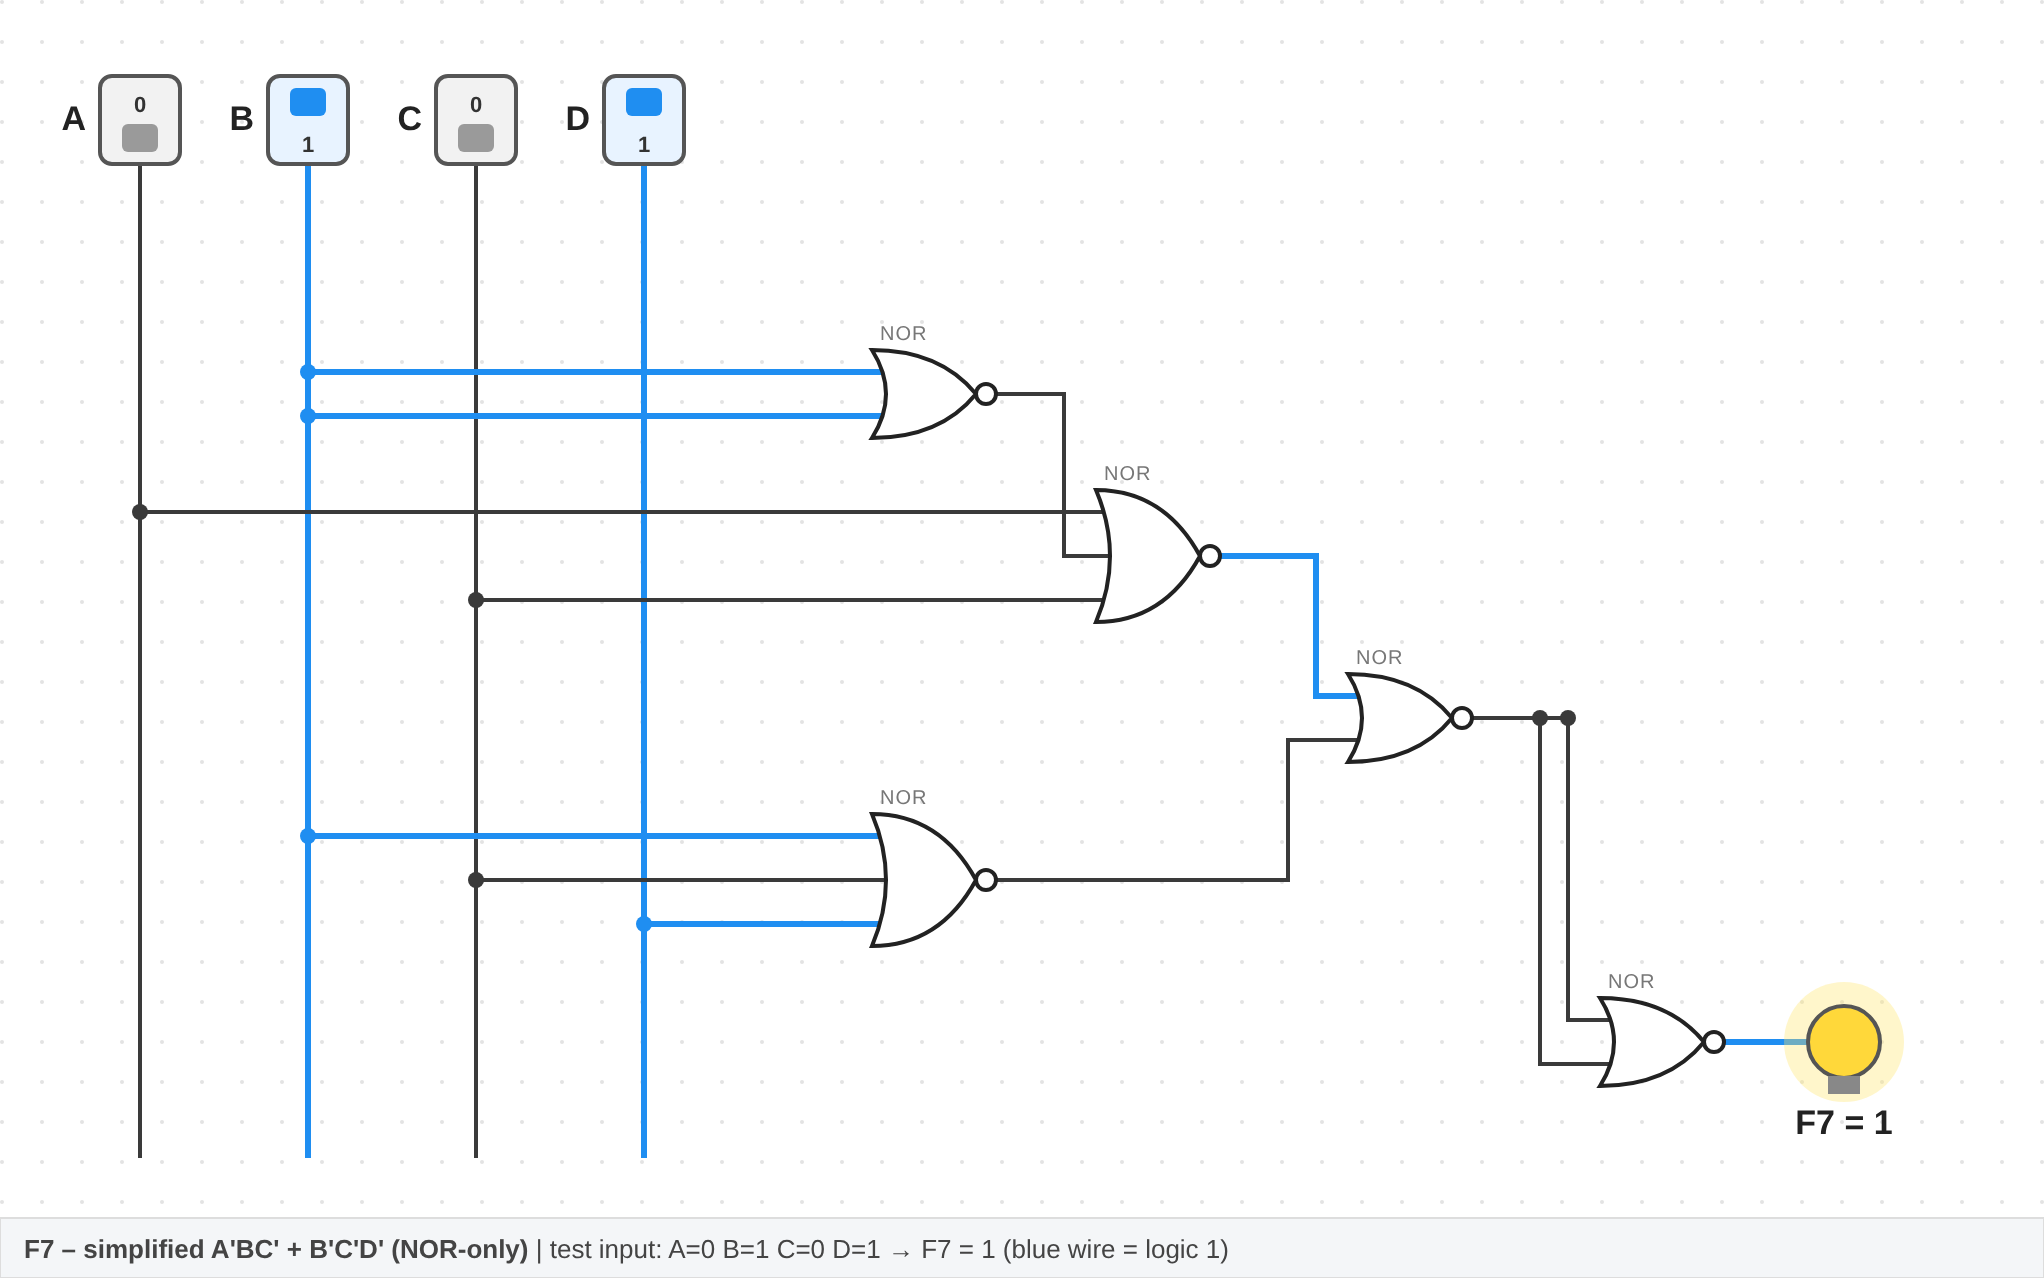 A 0 B 1 C 0 D 1
NOR
NOR
NOR
NOR
NOR
F7 = 1
F7 – simplified A'BC' + B'C'D' (NOR-only) | test input: A=0 B=1 C=0 D=1 → F7 = 1 (blue wire = logic 1)